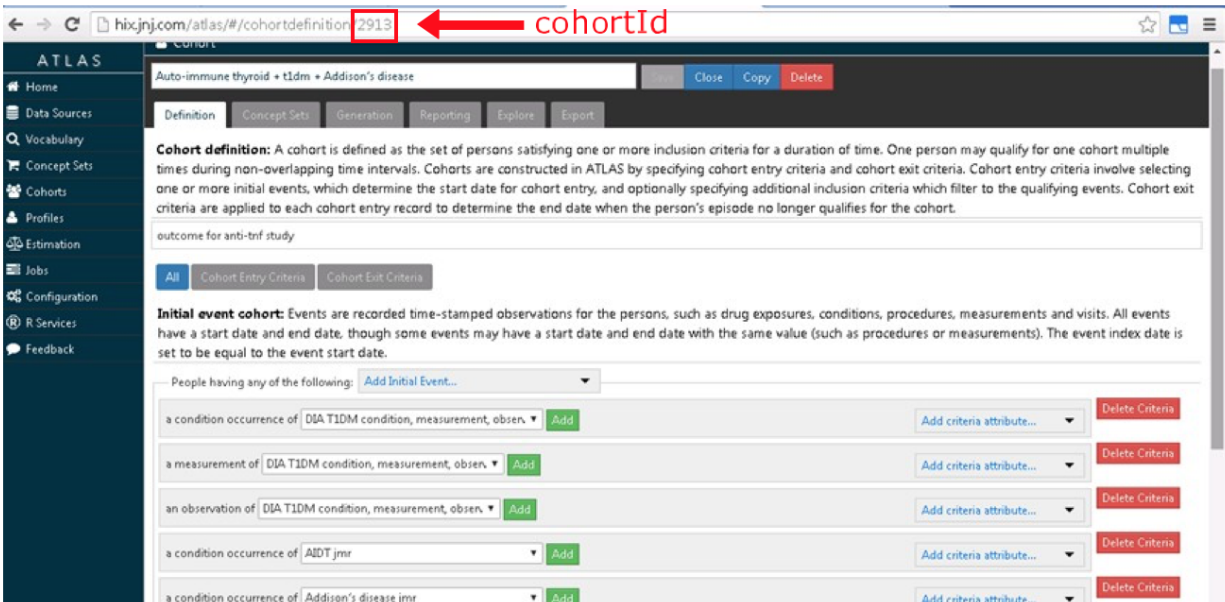 hix.jnj.com/atlas/#/cohortdefinition/2913
cohortId
ATLAS
Home
Data Sources
Vocabulary
Concept Sets
Cohorts
Profiles
Estimation
Jobs
Configuration
R Services
Feedback
Cohort
Auto-immune thyroid + t1dm + Addison's disease
Save Close Copy Delete
Definition Concept Sets Generation Reporting Explore Export
Cohort definition: A cohort is defined as the set of persons satisfying one or more inclusion criteria for a duration of time. One person may qualify for one cohort multiple
times during non-overlapping time intervals. Cohorts are constructed in ATLAS by specifying cohort entry criteria and cohort exit criteria. Cohort entry criteria involve selecting
one or more initial events, which determine the start date for cohort entry, and optionally specifying additional inclusion criteria which filter to the qualifying events. Cohort exit
criteria are applied to each cohort entry record to determine the end date when the person's episode no longer qualifies for the cohort.
outcome for anti-tnf study
All Cohort Entry Criteria Cohort Exit Criteria
Initial event cohort: Events are recorded time-stamped observations for the persons, such as drug exposures, conditions, procedures, measurements and visits. All events
have a start date and end date, though some events may have a start date and end date with the same value (such as procedures or measurements). The event index date is
set to be equal to the event start date.
People having any of the following: Add Initial Event...
a condition occurrence of DIA T1DM condition, measurement, obser Add Add criteria attribute... Delete Criteria
a measurement of DIA T1DM condition, measurement, obser Add Add criteria attribute... Delete Criteria
an observation of DIA T1DM condition, measurement, obser Add Add criteria attribute... Delete Criteria
a condition occurrence of AIDT jmr Add Add criteria attribute... Delete Criteria
a condition occurrence of Addison's disease jmr Add Add criteria attribute... Delete Criteria